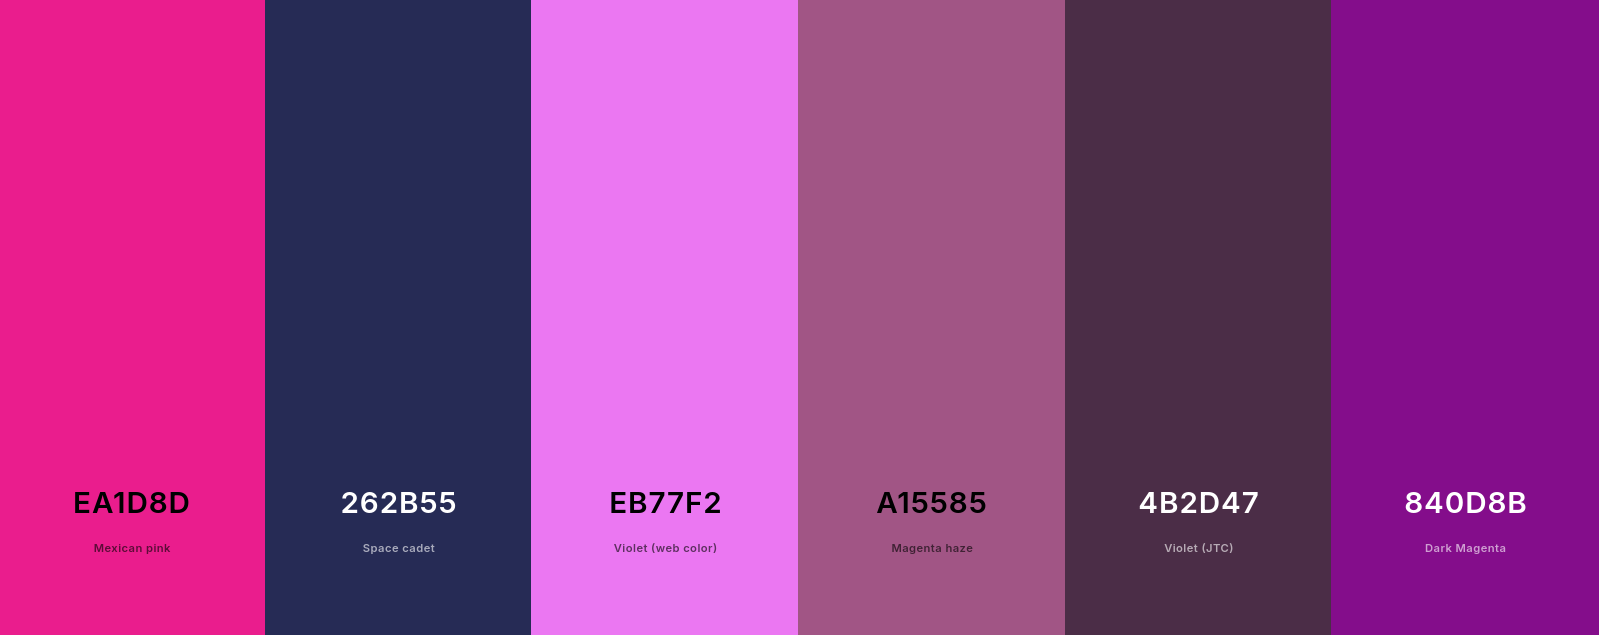 EA1D8D
Mexican pink
262B55
Space cadet
EB77F2
Violet (web color)
A15585
Magenta haze
4B2D47
Violet (JTC)
840D8B
Dark Magenta